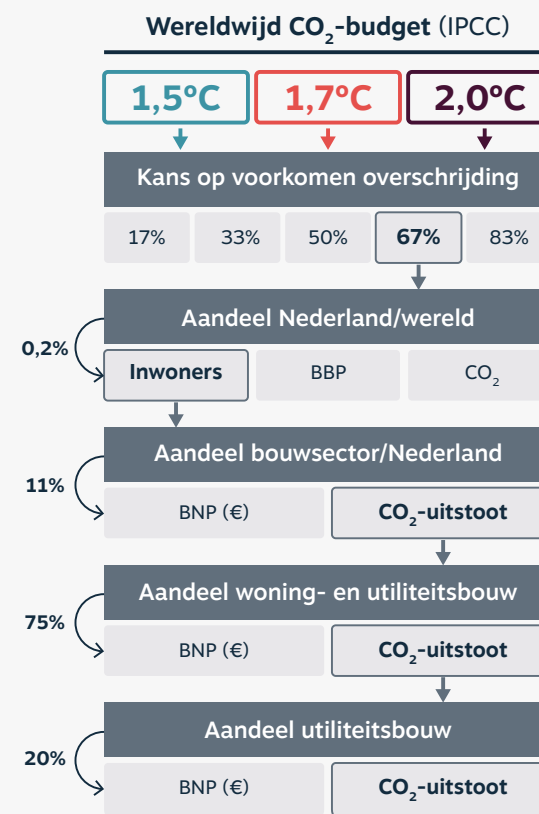 Wereldwijd CO₂-budget (IPCC)
1,5°C 1,7°C 2,0°C
Kans op voorkomen overschrijding
17% 33% 50% 67% 83%
Aandeel Nederland/wereld
0,2%
Inwoners BBP CO₂
Aandeel bouwsector/Nederland
11%
BNP (€) CO₂-uitstoot
Aandeel woning- en utiliteitsbouw
75%
BNP (€) CO₂-uitstoot
Aandeel utiliteitsbouw
20%
BNP (€) CO₂-uitstoot